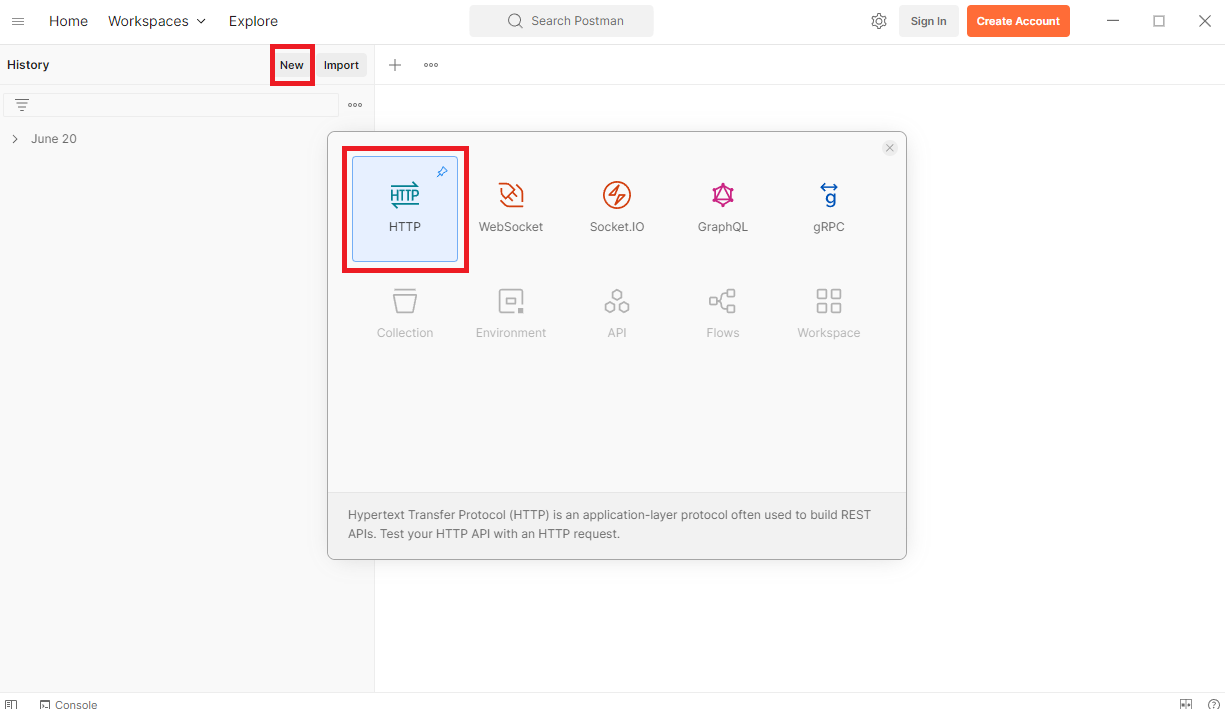 Home Workspaces Explore Search Postman Sign In Create Account
History New Import
June 20
HTTP
HTTP WebSocket Socket.IO GraphQL gRPC
Collection Environment API Flows Workspace
Hypertext Transfer Protocol (HTTP) is an application-layer protocol often used to build REST
APIs. Test your HTTP API with an HTTP request.
Console